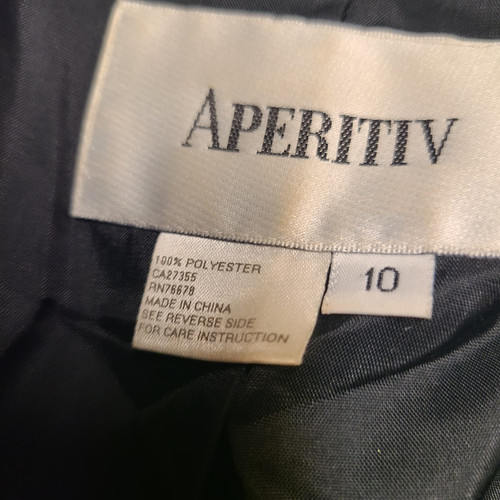 APERITIV
100% POLYESTER
CA27355
RN76678
MADE IN CHINA
SEE REVERSE SIDE
FOR CARE INSTRUCTION
10